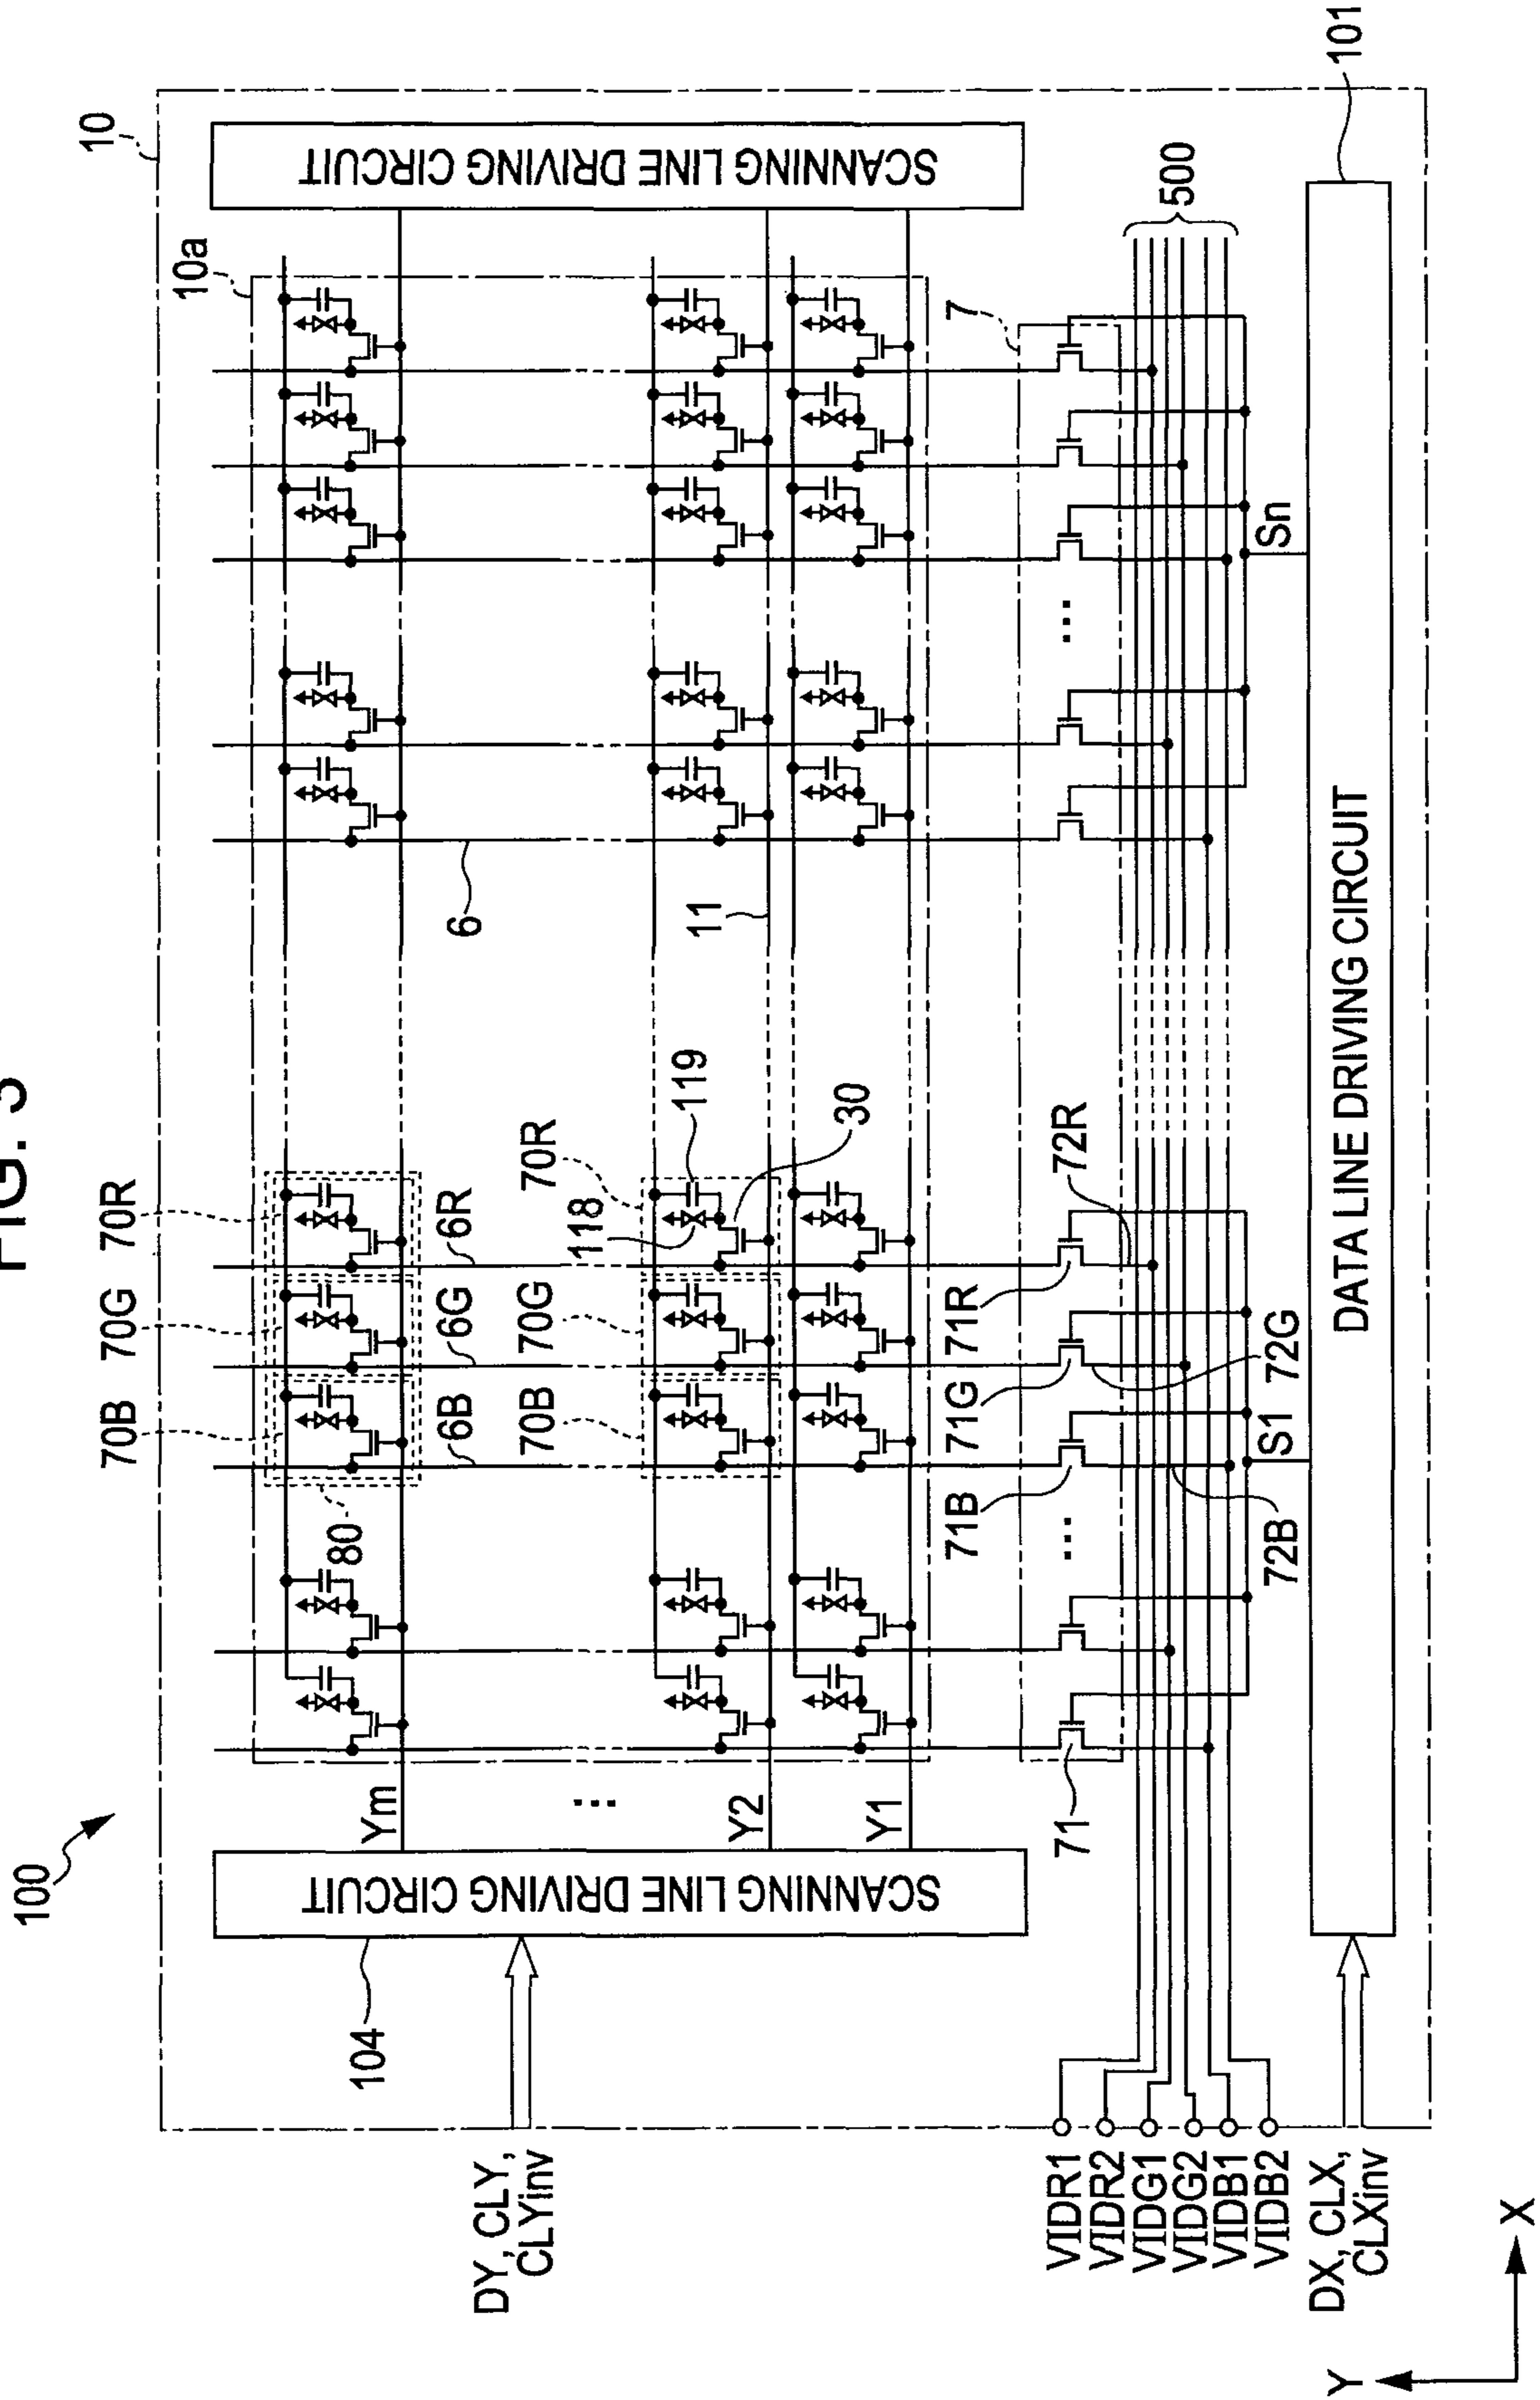 FIG. 3
100
10
10a
70B
70G
70R
80
6B
6G
6R
6
104
SCANNING LINE DRIVING CIRCUIT
SCANNING LINE DRIVING CIRCUIT
Ym
...
DY, CLY,
CLYinv
70B
70G
70R
118
119
30
11
Y2
Y1
7
71
71B
71G
71R
72R
...
...
500
VIDR1
VIDR2
VIDG1
VIDG2
VIDB1
VIDB2
72B
S1
72G
Sn
DX, CLX,
CLXinv
DATA LINE DRIVING CIRCUIT
101
Y
X